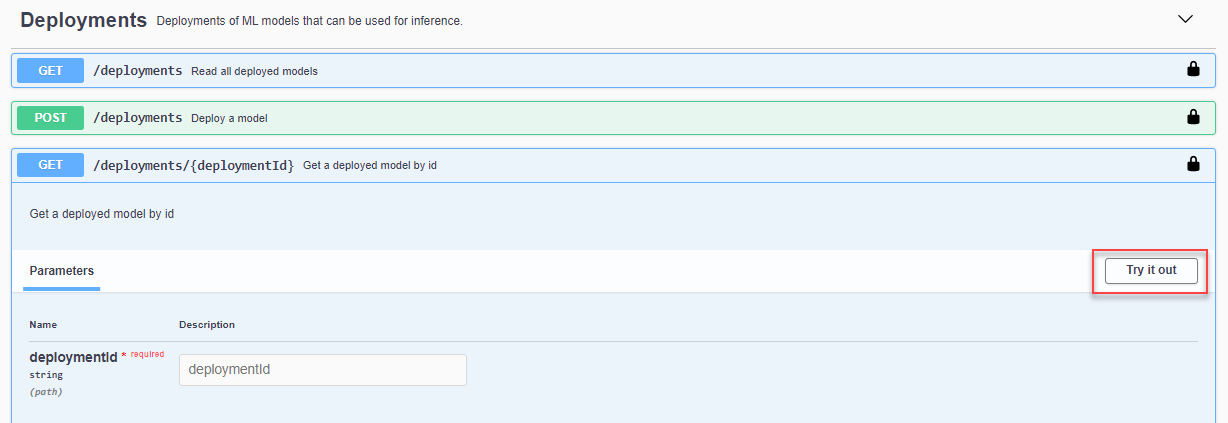 Deployments Deployments of ML models that can be used for inference.
GET /deployments Read all deployed models
POST /deployments Deploy a model
GET /deployments/{deploymentId} Get a deployed model by id
Get a deployed model by id
Parameters Try it out
Name Description
deploymentId * required deploymentId
string
(path)